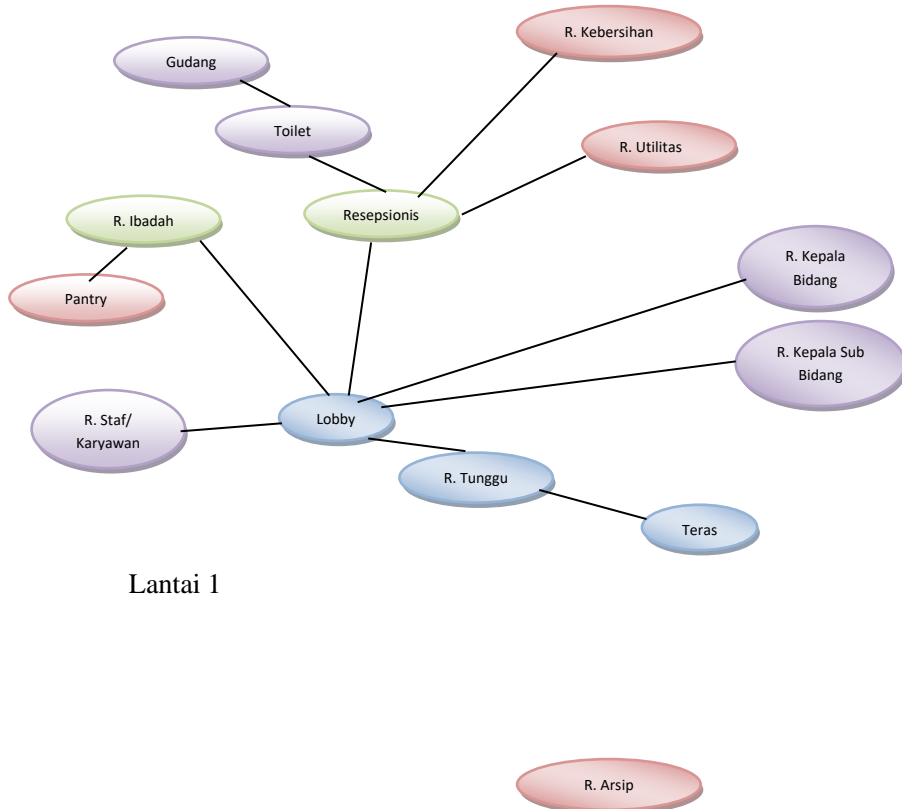 R. Kebersihan
Gudang
Toilet
R. Utilitas
R. Ibadah
Resepsionis
R. Kepala
Bidang
Pantry
R. Kepala Sub
Bidang
R. Staf/
Karyawan
Lobby
R. Tunggu
Teras
Lantai 1
R. Arsip